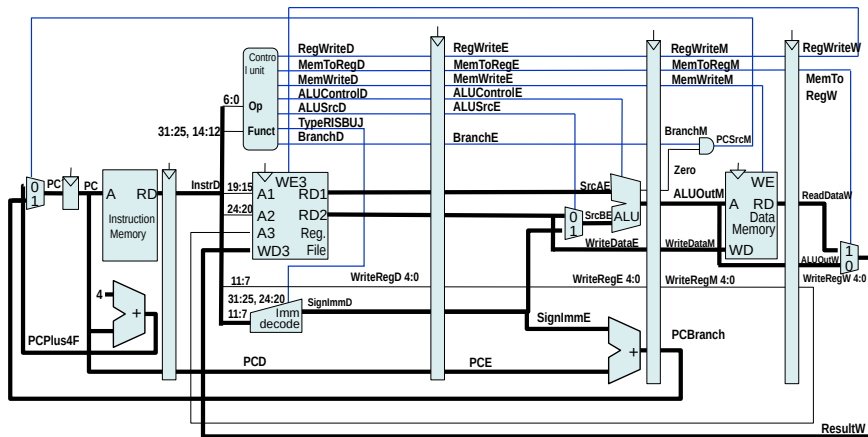 Contro
l unit
Op
Funct
6:0
31:25, 14:12
RegWriteD
MemToRegD
MemWriteD
ALUControlD
ALUSrcD
TypeRISBUJ
BranchD
RegWriteE
MemToRegE
MemWriteE
ALUControlE
ALUSrcE
BranchE
RegWriteM
MemToRegM
MemWriteM
BranchM
PCSrcM
RegWriteW
MemTo
RegW
0
1
PC
PC
A RD
Instruction
Memory
InstrD
19:15
24:20
WE3
A1 RD1
A2 RD2
A3 Reg.
WD3 File
SrcAE
0
1
SrcBE
ALU
Zero
ALUOutM
WE
A RD
Data
Memory
WD
ReadDataW
1
0
ALUOutW
WriteDataE
WriteDataM
11:7
WriteRegD 4:0
WriteRegE 4:0
WriteRegM 4:0
WriteRegW 4:0
31:25, 24:20
11:7
Imm
decode
SignImmD
SignImmE
4
+
PCPlus4F
+
PCBranch
PCD
PCE
ResultW